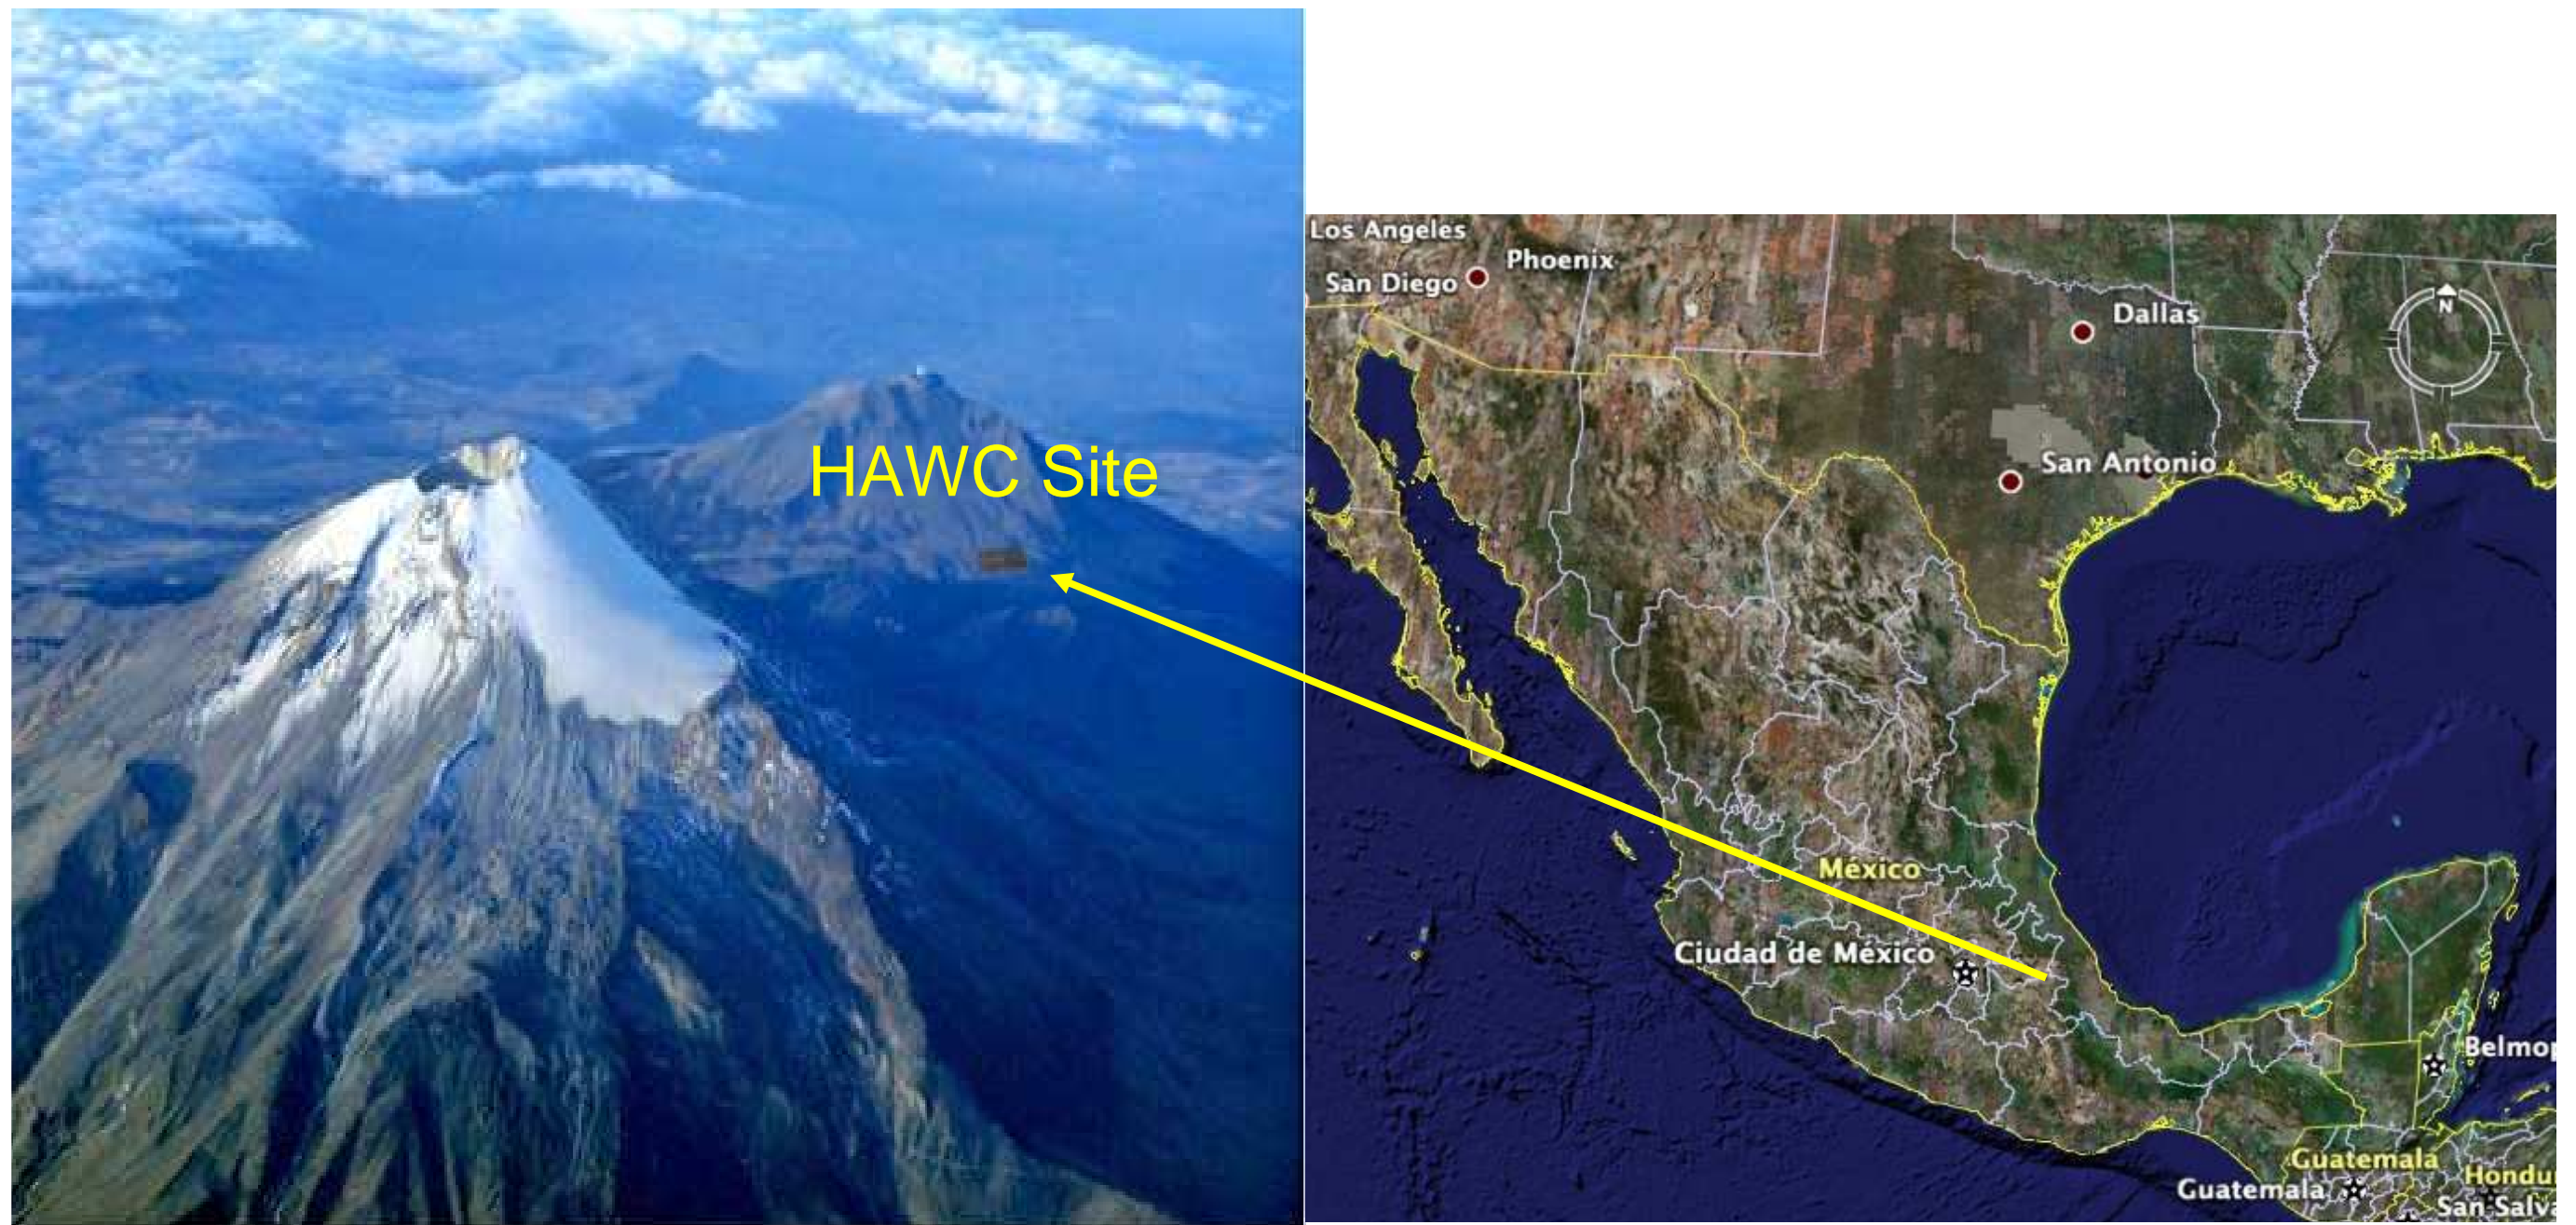 HAWC Site
Los Angeles
Phoenix
San Diego
N
Dallas
San Antonio
México
Ciudad de México
Guatemala
Guatemala